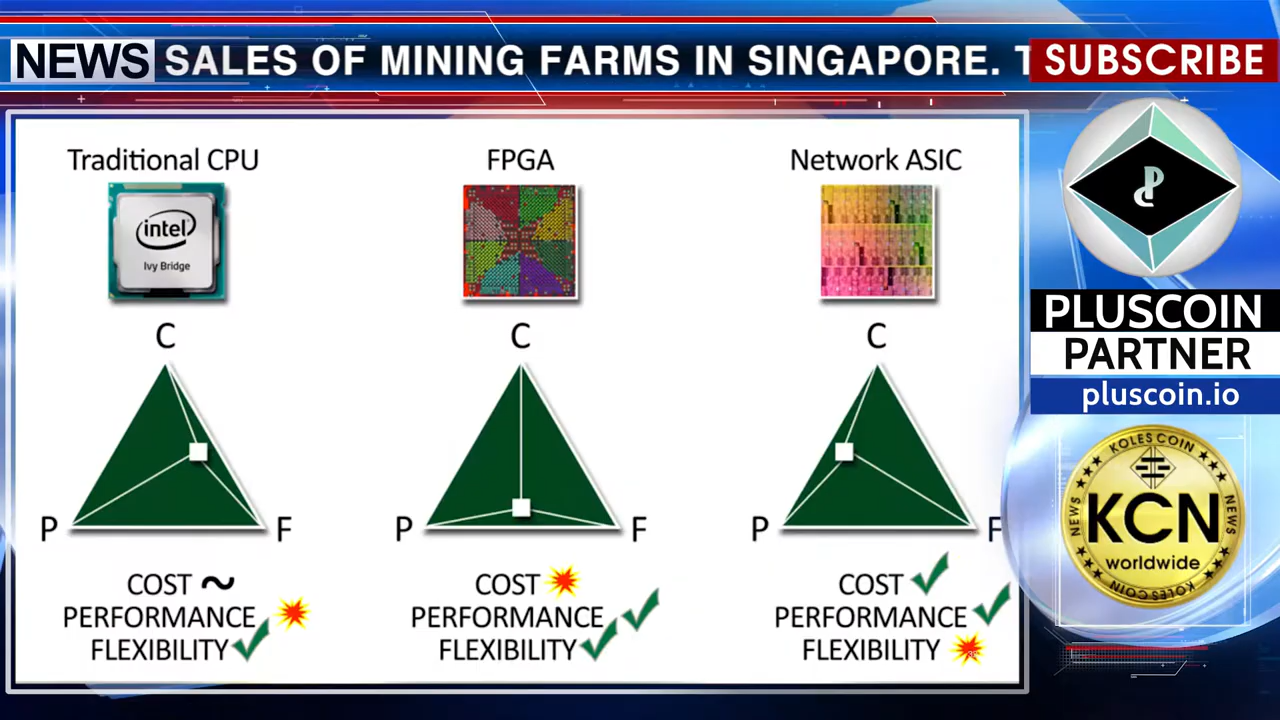 NEWS SALES OF MINING FARMS IN SINGAPORE. T SUBSCRIBE
Traditional CPU
FPGA
Network ASIC
intel
Ivy Bridge
C
C
C
P
F
P
F
P
F
COST ~
PERFORMANCE
FLEXIBILITY
COST
PERFORMANCE
FLEXIBILITY
COST
PERFORMANCE
FLEXIBILITY
PLUSCOIN
PARTNER
pluscoin.io
KOLES COIN
NEWS
KCN
NEWS
worldwide
KOLES COIN